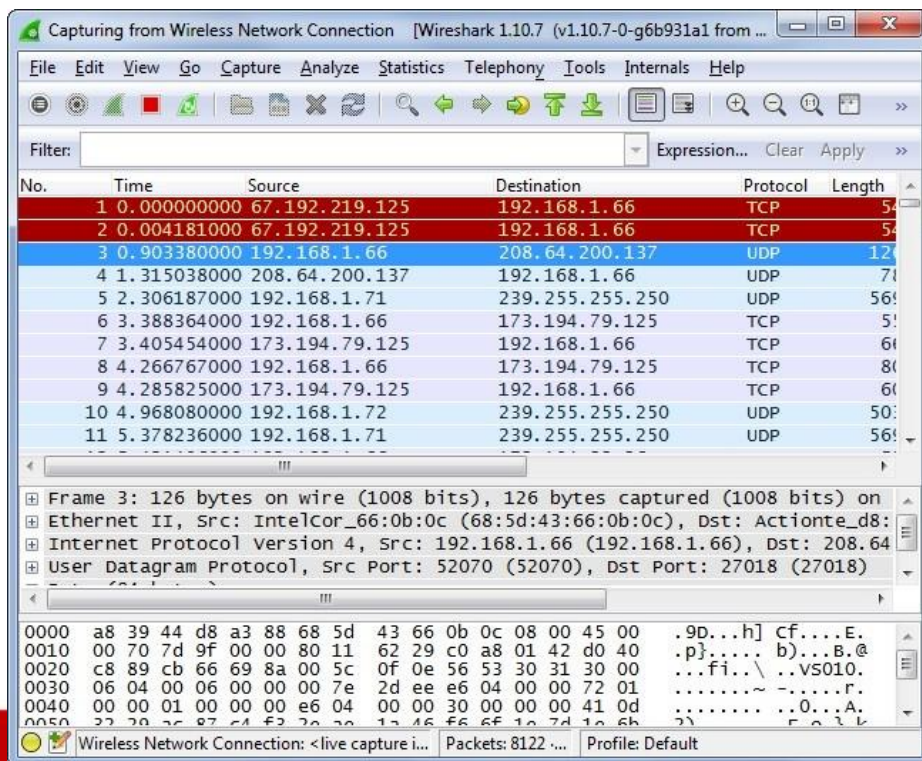 Capturing from Wireless Network Connection [Wireshark 1.10.7 (v1.10.7-0-g6b931a1 from ...
File Edit View Go Capture Analyze Statistics Telephony Tools Internals Help
Filter: Expression... Clear Apply
No. Time Source Destination Protocol Length
1 0.000000000 67.192.219.125 192.168.1.66 TCP 54
2 0.004181000 67.192.219.125 192.168.1.66 TCP 54
3 0.903380000 192.168.1.66 208.64.200.137 UDP 126
4 1.315038000 208.64.200.137 192.168.1.66 UDP 78
5 2.306187000 192.168.1.71 239.255.255.250 UDP 569
6 3.388364000 192.168.1.66 173.194.79.125 TCP
7 3.405454000 173.194.79.125 192.168.1.66 TCP 66
8 4.266767000 192.168.1.66 173.194.79.125 TCP
9 4.285825000 173.194.79.125 192.168.1.66 TCP
10 4.968080000 192.168.1.72 239.255.255.250 UDP
11 5.378236000 192.168.1.71 239.255.255.250 UDP 569
Frame 3: 126 bytes on wire (1008 bits), 126 bytes captured (1008 bits) on
Ethernet II, Src: IntelCor_66:0b:0c (68:5d:43:66:0b:0c), Dst: Actionte_d8:
Internet Protocol Version 4, Src: 192.168.1.66 (192.168.1.66), Dst: 208.64
User Datagram Protocol, Src Port: 52070 (52070), Dst Port: 27018 (27018)
0000 a8 39 44 d8 a3 88 68 5d 43 66 0b 0c 08 00 45 00 .9D...h] Cf....E.
0010 00 70 7d 9f 00 00 80 11 62 29 c0 a8 01 42 d0 40 .p}..... b)...B.@
0020 c8 89 cb 66 69 8a 00 5c 0f 0e 56 53 30 31 30 00 ...fi..\ ..VS010.
0030 06 04 00 06 00 00 00 7e 2d ee e6 04 00 00 72 01 .......~ -.....r.
0040 00 00 01 00 00 00 e6 04 00 00 30 00 00 00 41 0d ........ ..0...A.
Wireless Network Connection: <live capture i... Packets: 8122 ·... Profile: Default